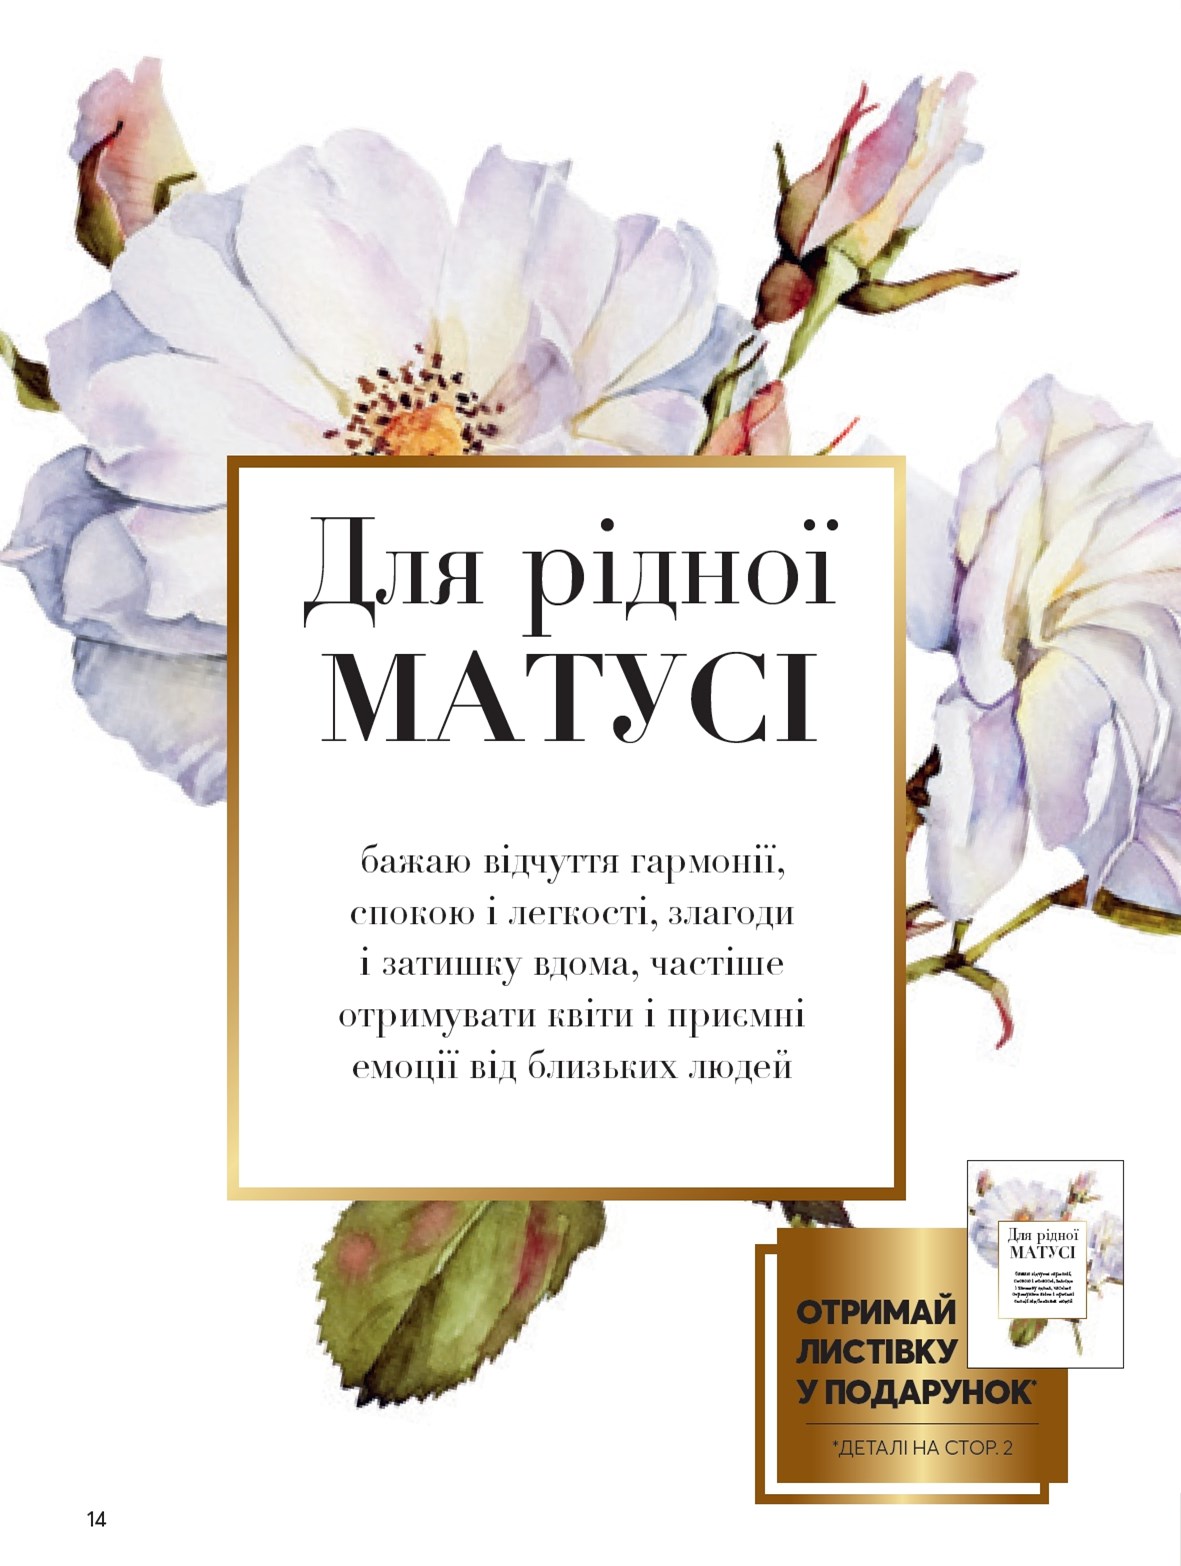 Для рідної
МАТУСІ
бажаю відчуття гармонії,
спокою і легкості, злагоди
і затишку вдома, частіше
отримувати квіти і приємні
емоції від близьких людей
Для рідної
МАТУСІ
ОТРИМАЙ
ЛИСТІВКУ
У ПОДАРУНОК*
*ДЕТАЛІ НА СТОР. 2
14